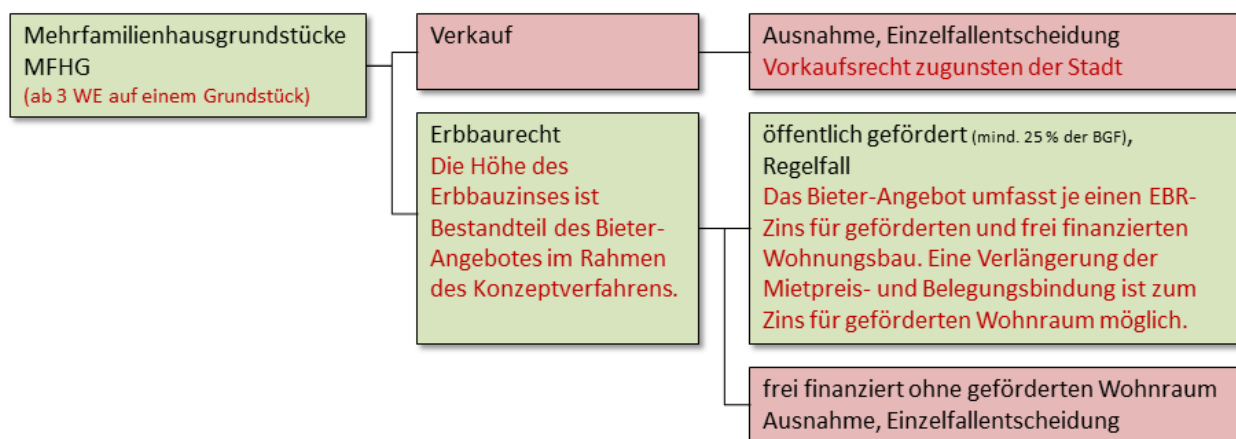 Mehrfamilienhausgrundstücke
MFHG
(ab 3 WE auf einem Grundstück)
Verkauf
Ausnahme, Einzelfallentscheidung
Vorkaufsrecht zugunsten der Stadt
Erbbaurecht
Die Höhe des
Erbbauzinses ist
Bestandteil des Bieter-
Angebotes im Rahmen
des Konzeptverfahrens.
öffentlich gefördert (mind. 25 % der BGF),
Regelfall
Das Bieter-Angebot umfasst je einen EBR-
Zins für geförderten und frei finanzierten
Wohnungsbau. Eine Verlängerung der
Mietpreis- und Belegungsbindung ist zum
Zins für geförderten Wohnraum möglich.
frei finanziert ohne geförderten Wohnraum
Ausnahme, Einzelfallentscheidung